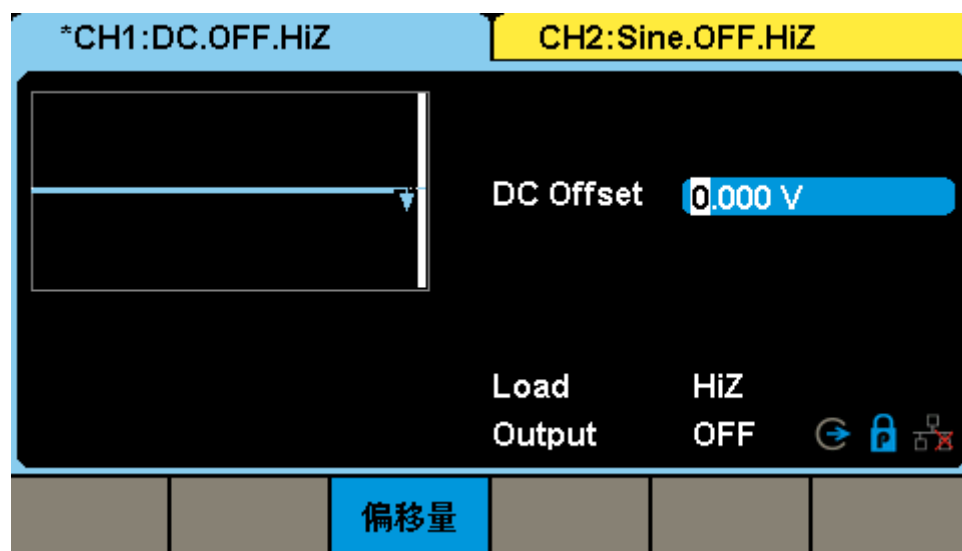 *CH1:DC.OFF.HiZ
CH2:Sine.OFF.HiZ
DC Offset 0.000 V
Load HiZ
Output OFF
偏移量